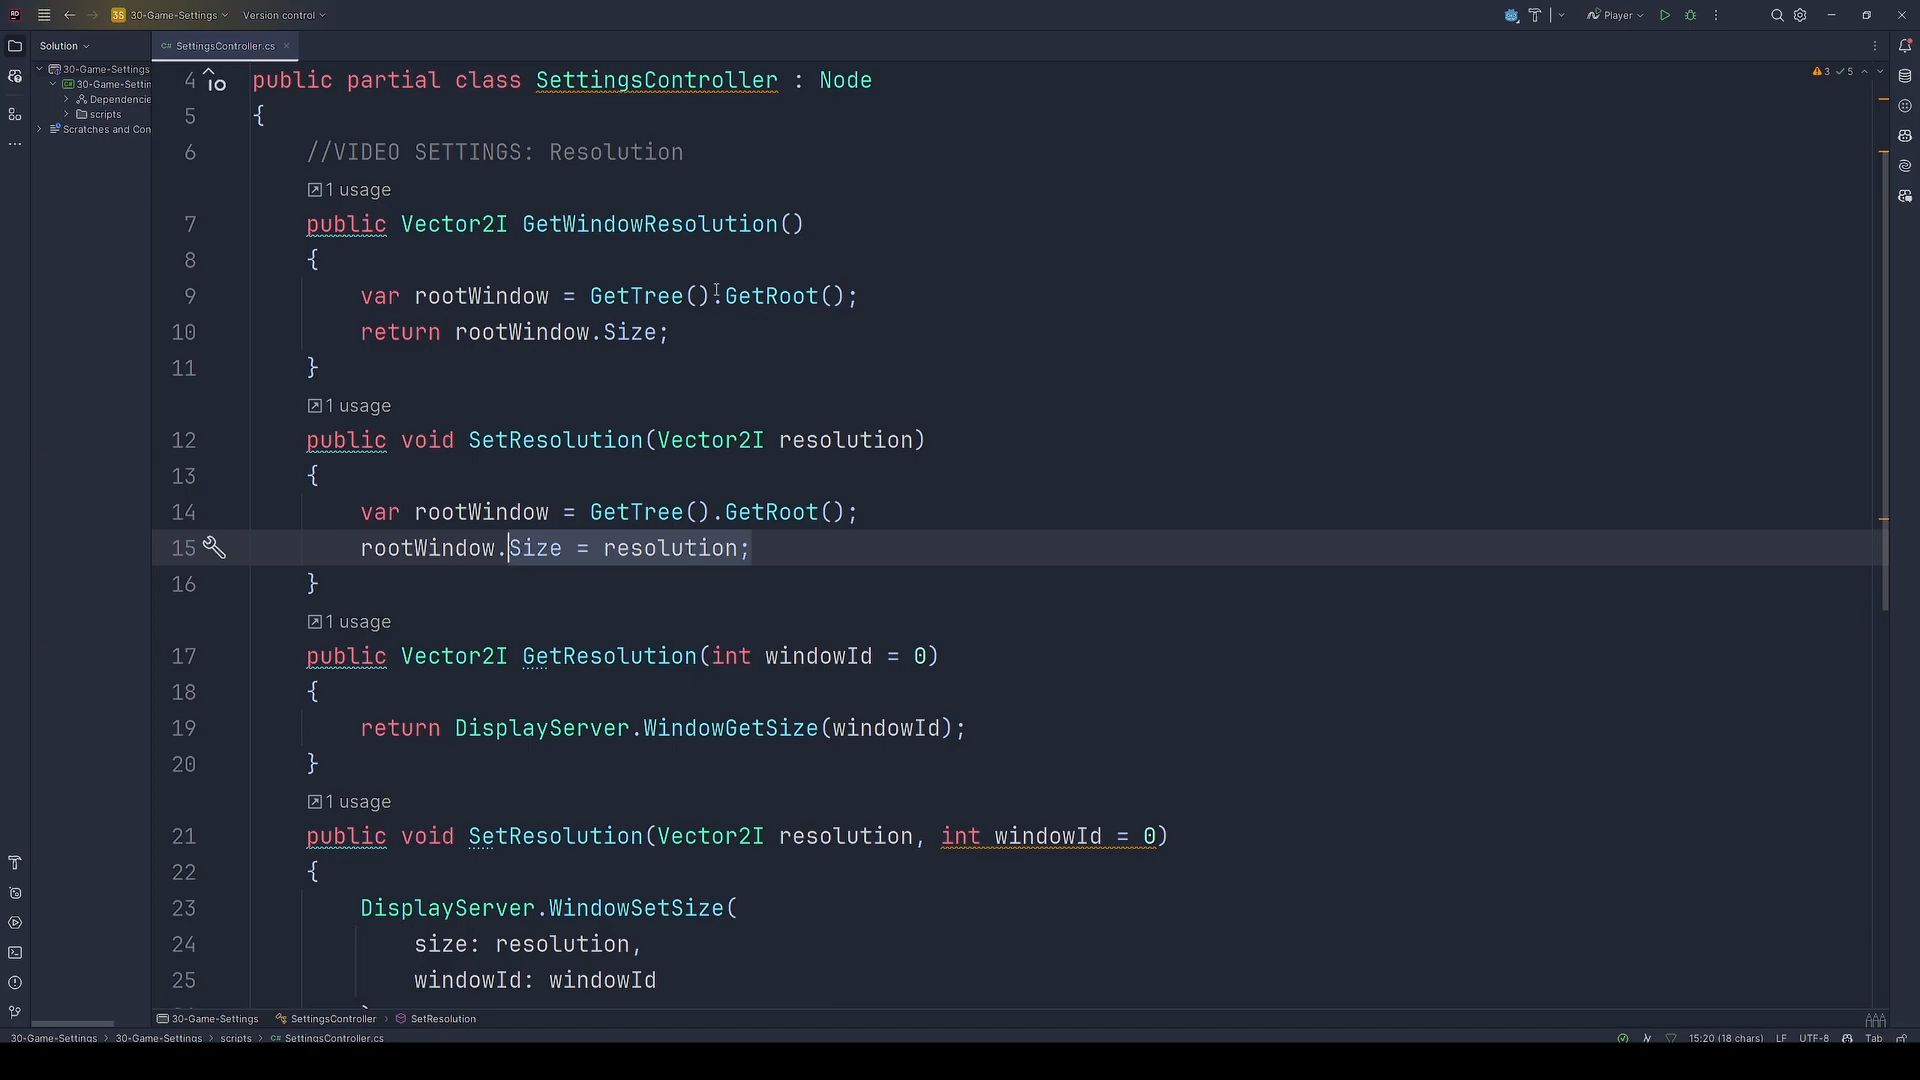 3S 30-Game-Settings Version control Player
Solution SettingsController.cs
30-Game-Settings
30-Game-Settin
Dependencie
scripts
Scratches and Con
3 5
4 public partial class SettingsController : Node
5 {
6 //VIDEO SETTINGS: Resolution
1 usage
7 public Vector2I GetWindowResolution()
8 {
9 var rootWindow = GetTree().GetRoot();
10 return rootWindow.Size;
11 }
1 usage
12 public void SetResolution(Vector2I resolution)
13 {
14 var rootWindow = GetTree().GetRoot();
15 rootWindow.Size = resolution;
16 }
1 usage
17 public Vector2I GetResolution(int windowId = 0)
18 {
19 return DisplayServer.WindowGetSize(windowId);
20 }
1 usage
21 public void SetResolution(Vector2I resolution, int windowId = 0)
22 {
23 DisplayServer.WindowSetSize(
24 size: resolution,
25 windowId: windowId
30-Game-Settings SettingsController SetResolution
30-Game-Settings 30-Game-Settings scripts C# SettingsController.cs 15:20 (18 chars) LF UTF-8 Tab